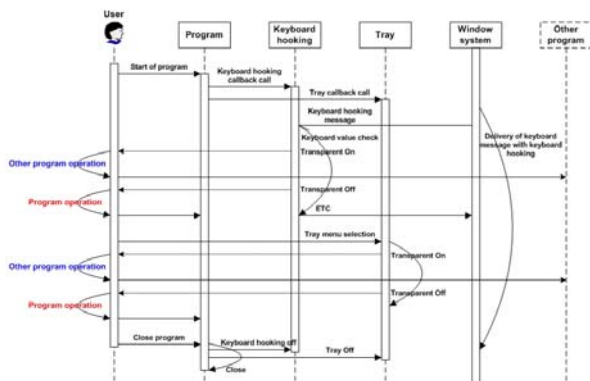 User
Program
Keyboard
hooking
Tray
Window
system
Other
program
Start of program
Keyboard hooking
callback call
Tray callback call
Keyboard hooking
message
Keyboard value check
Delivery of keyboard
message with keyboard
hooking
Transparent On
Other program operation
Transparent Off
Program operation
ETC
Tray menu selection
Transparent On
Other program operation
Transparent Off
Program operation
Close program
Keyboard hooking off
Tray Off
Close